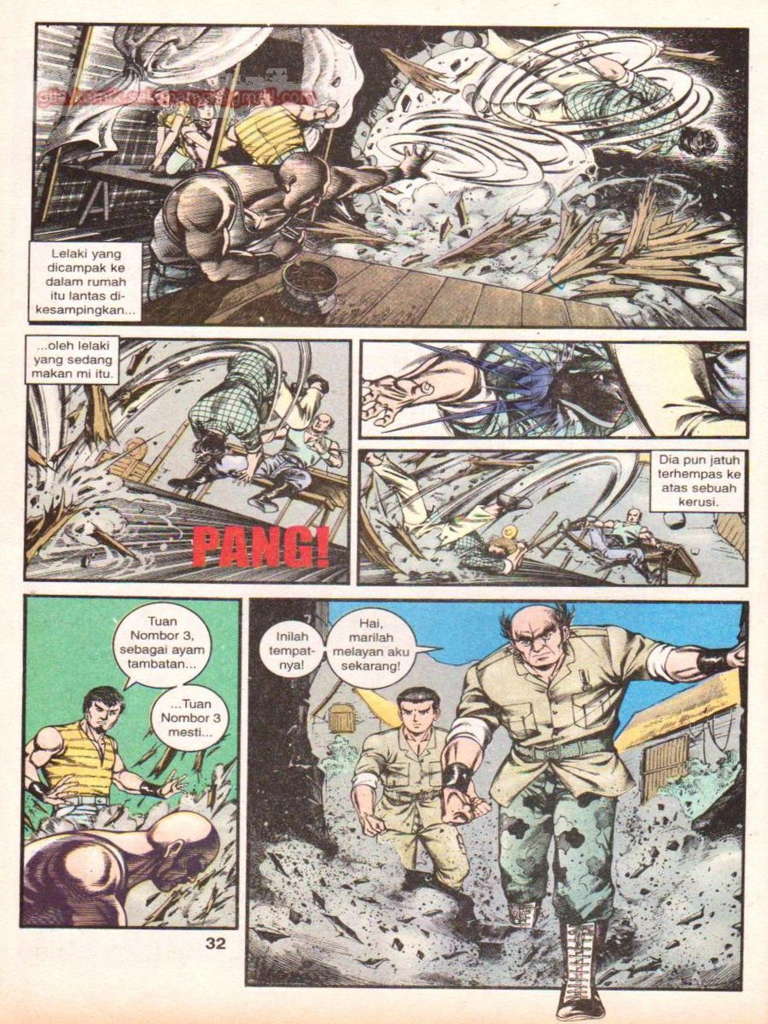 Lelaki yang
dicampak ke
dalam rumah
itu lantas di-
kesampingkan...
...oleh lelaki
yang sedang
makan mi itu.
PANG!
Dia pun jatuh
terhempas ke
atas sebuah
kerusi.
Tuan
Nombor 3,
sebagai ayam
tambatan...
...Tuan
Nombor 3
mesti...
Inilah
tempat-
nya!
Hai,
marilah
melayan aku
sekarang!
32